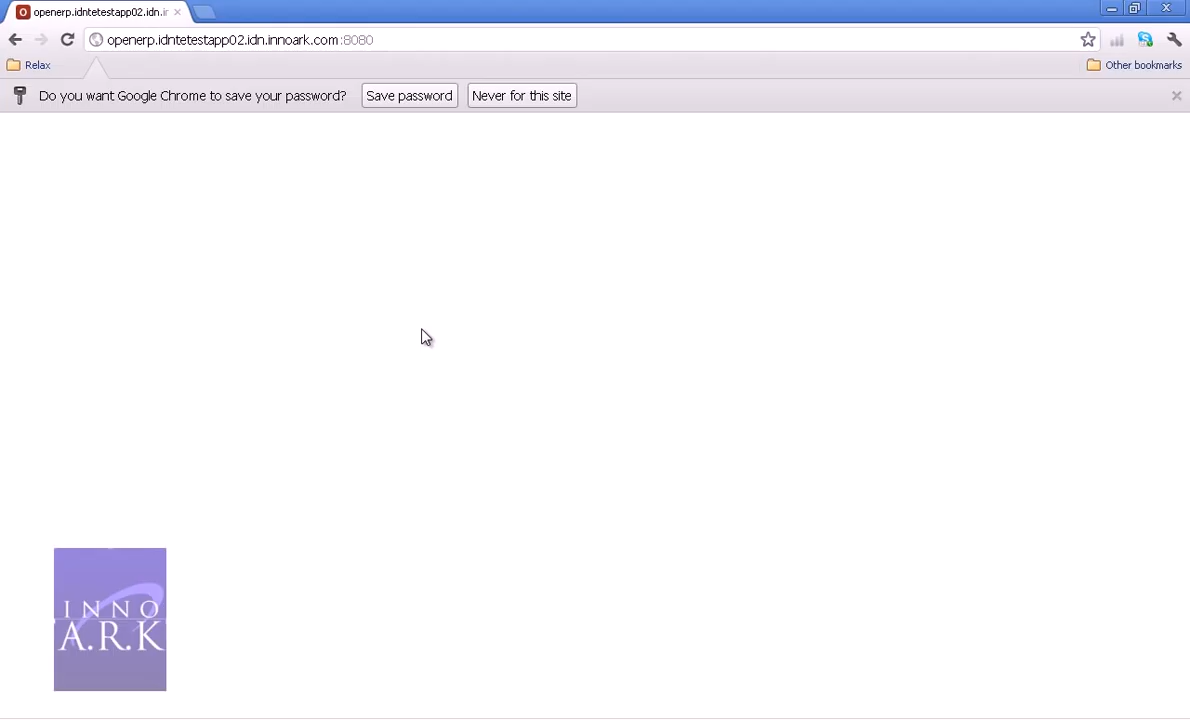 openerp.idntetestapp02.idn.ir
openerp.idntetestapp02.idn.innoark.com:8080
Relax
Other bookmarks
Do you want Google Chrome to save your password?
Save password
Never for this site
INNO
A.R.K